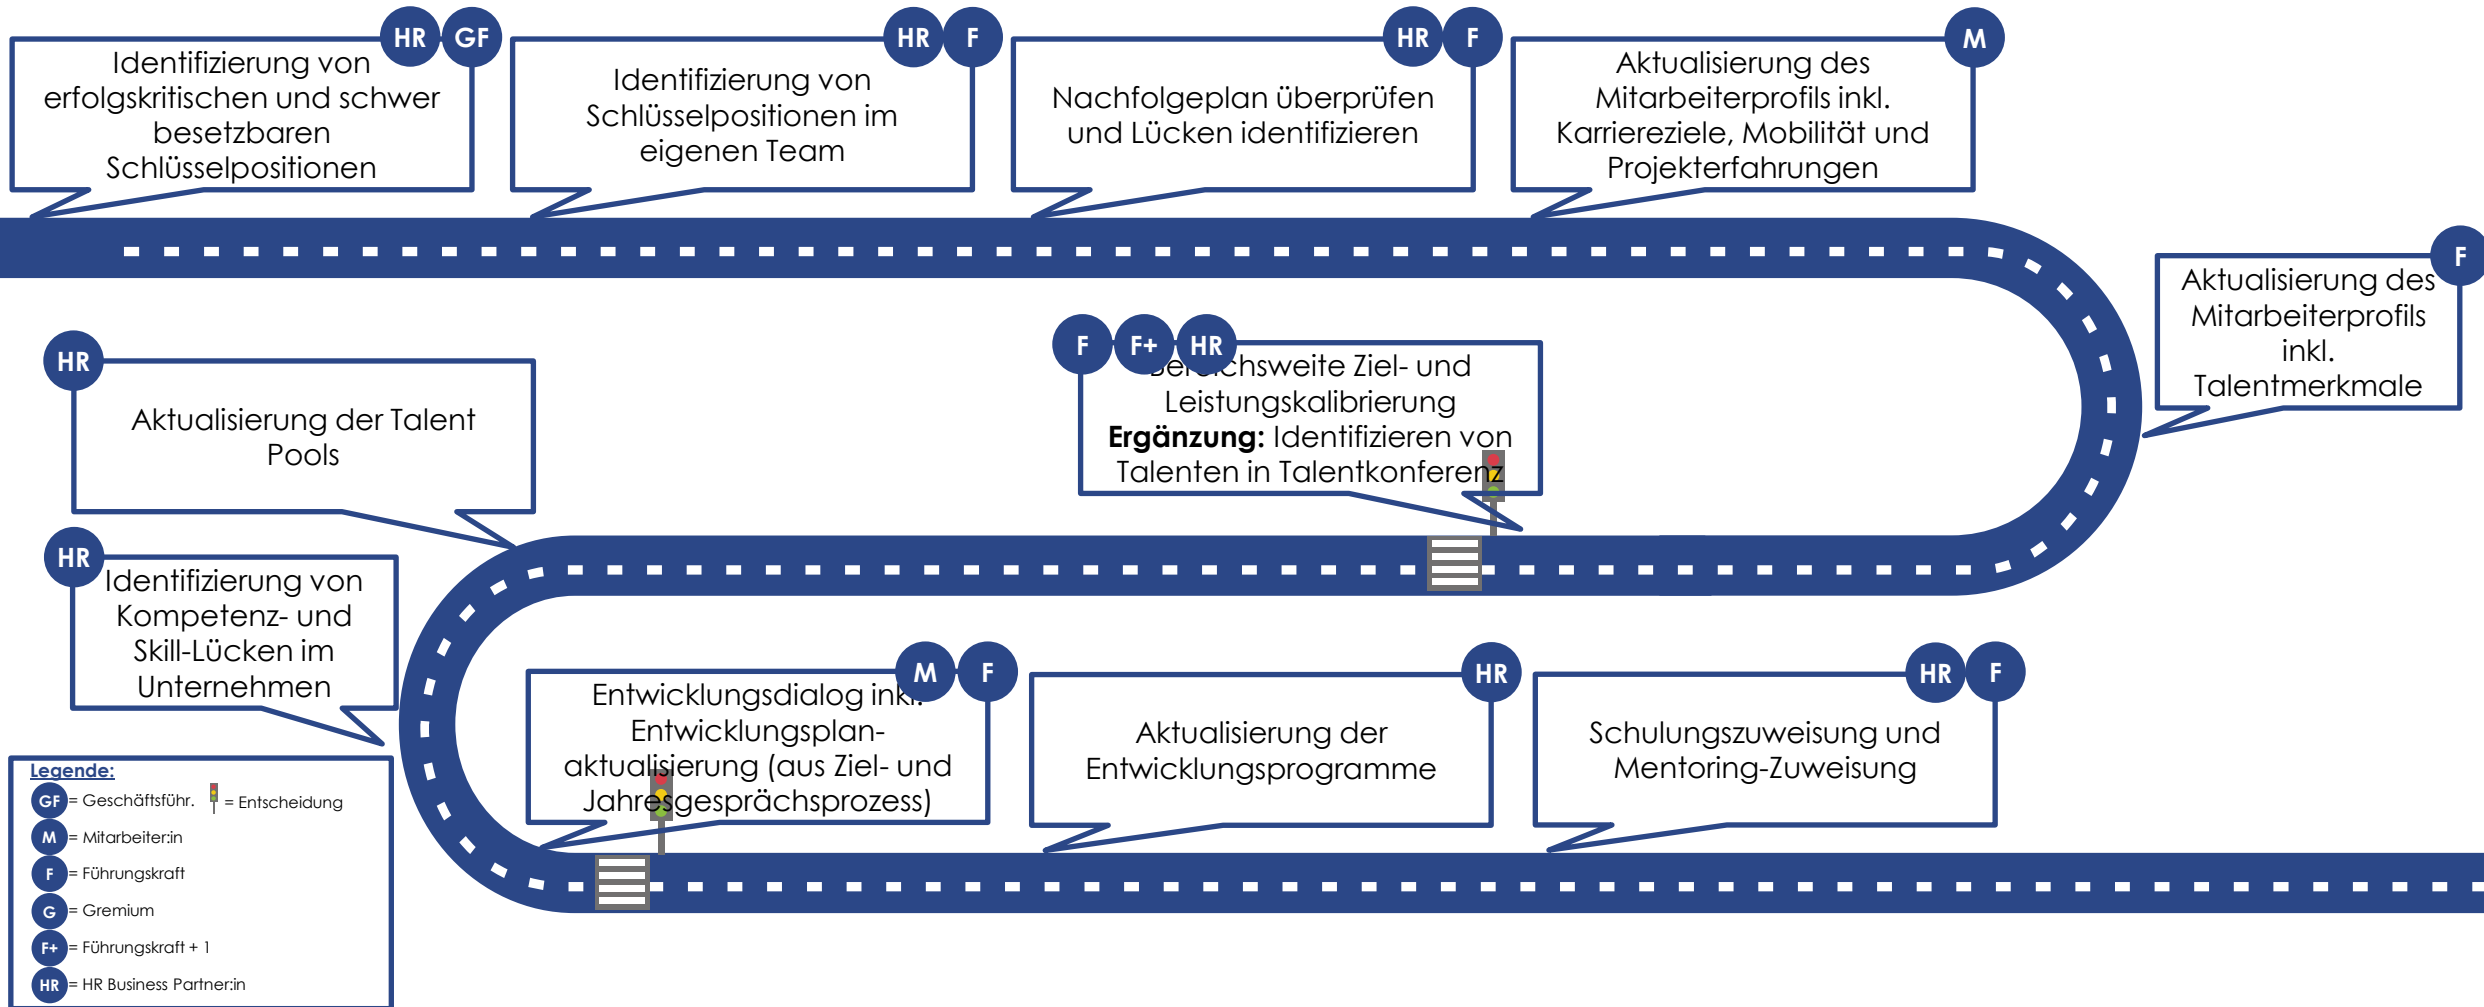 HR GF
Identifizierung von
erfolgskritischen und schwer
besetzbaren
Schlüsselpositionen
HR F
Identifizierung von
Schlüsselpositionen im
eigenen Team
HR F
Nachfolgeplan überprüfen
und Lücken identifizieren
M
Aktualisierung des
Mitarbeiterprofils inkl.
Karriereziele, Mobilität und
Projekterfahrungen
F
Aktualisierung des
Mitarbeiterprofils
inkl.
Talentmerkmale
F F+ HR
Bereichsweite Ziel- und
Leistungskalibrierung
Ergänzung: Identifizieren von
Talenten in Talentkonferenz
HR
Aktualisierung der Talent
Pools
HR
Identifizierung von
Kompetenz- und
Skill-Lücken im
Unternehmen
M F
Entwicklungsdialog inkl.
Entwicklungsplan-
aktualisierung (aus Ziel- und
Jahresgesprächsprozess)
HR
Aktualisierung der
Entwicklungsprogramme
HR F
Schulungszuweisung und
Mentoring-Zuweisung
Legende:
GF = Geschäftsführ. = Entscheidung
M = Mitarbeiter:in
F = Führungskraft
G = Gremium
F+ = Führungskraft + 1
HR = HR Business Partner:in